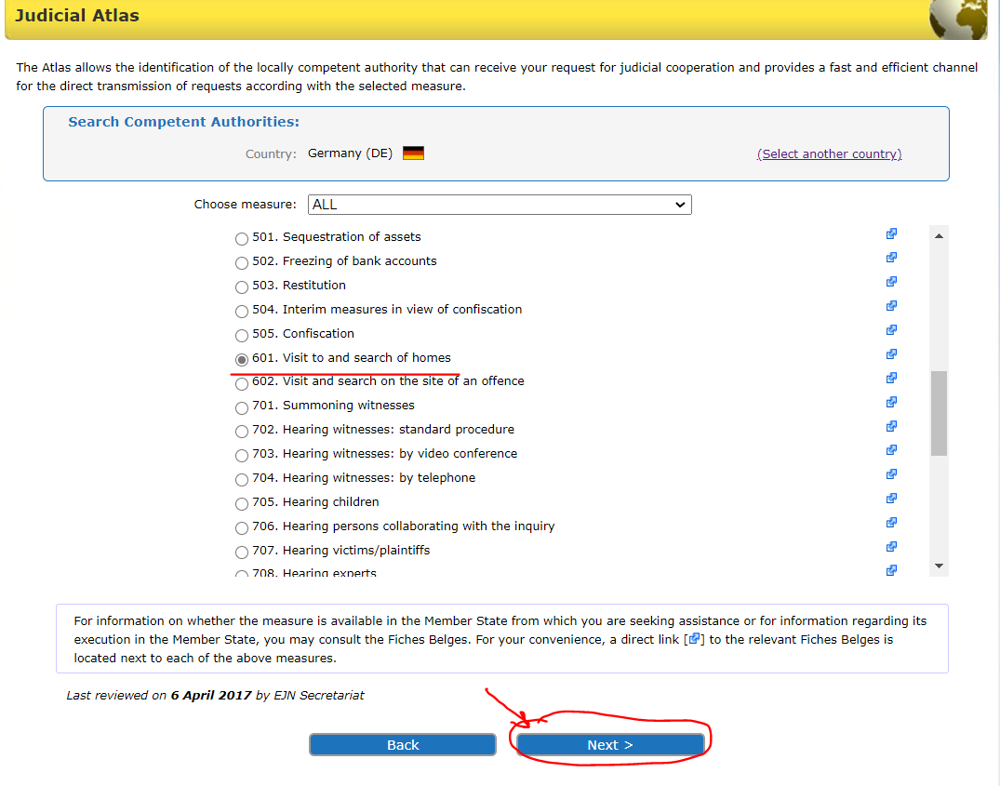 Judicial Atlas
The Atlas allows the identification of the locally competent authority that can receive your request for judicial cooperation and provides a fast and efficient channel
for the direct transmission of requests according with the selected measure.
Search Competent Authorities:
Country: Germany (DE) (Select another country)
Choose measure: ALL
501. Sequestration of assets
502. Freezing of bank accounts
503. Restitution
504. Interim measures in view of confiscation
505. Confiscation
601. Visit to and search of homes
602. Visit and search on the site of an offence
701. Summoning witnesses
702. Hearing witnesses: standard procedure
703. Hearing witnesses: by video conference
704. Hearing witnesses: by telephone
705. Hearing children
706. Hearing persons collaborating with the inquiry
707. Hearing victims/plaintiffs
708. Hearing experts
For information on whether the measure is available in the Member State from which you are seeking assistance or for information regarding its
execution in the Member State, you may consult the Fiches Belges. For your convenience, a direct link [ ] to the relevant Fiches Belges is
located next to each of the above measures.
Last reviewed on 6 April 2017 by EJN Secretariat
Back Next >